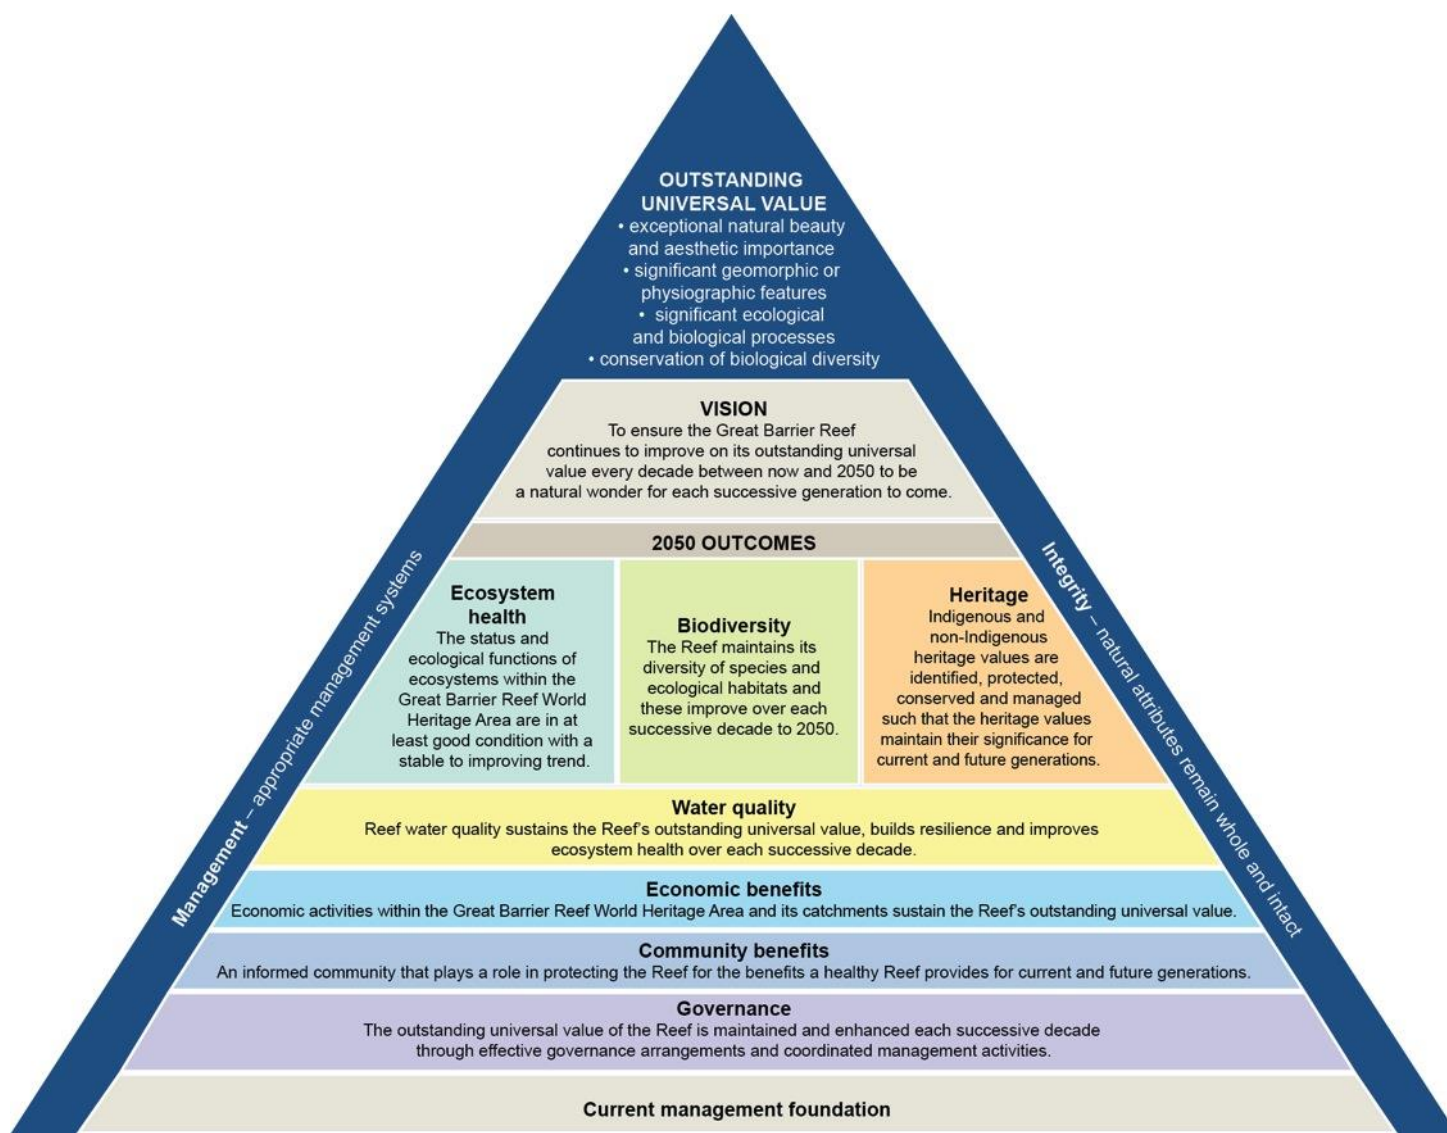 OUTSTANDING
UNIVERSAL VALUE
• exceptional natural beauty
and aesthetic importance
• significant geomorphic or
physiographic features
• significant ecological
and biological processes
• conservation of biological diversity
VISION
To ensure the Great Barrier Reef
continues to improve on its outstanding universal
value every decade between now and 2050 to be
a natural wonder for each successive generation to come.
2050 OUTCOMES
Ecosystem
health
The status and
ecological functions of
ecosystems within the
Great Barrier Reef World
Heritage Area are in at
least good condition with a
stable to improving trend.
Biodiversity
The Reef maintains its
diversity of species and
ecological habitats and
these improve over each
successive decade to 2050.
Heritage
Indigenous and
non-Indigenous
heritage values are
identified, protected,
conserved and managed
such that the heritage values
maintain their significance for
current and future generations.
Water quality
Reef water quality sustains the Reef's outstanding universal value, builds resilience and improves
ecosystem health over each successive decade.
Economic benefits
Economic activities within the Great Barrier Reef World Heritage Area and its catchments sustain the Reef's outstanding universal value.
Community benefits
An informed community that plays a role in protecting the Reef for the benefits a healthy Reef provides for current and future generations.
Governance
The outstanding universal value of the Reef is maintained and enhanced each successive decade
through effective governance arrangements and coordinated management activities.
Current management foundation
Management – appropriate management systems
Integrity – natural attributes remain whole and intact